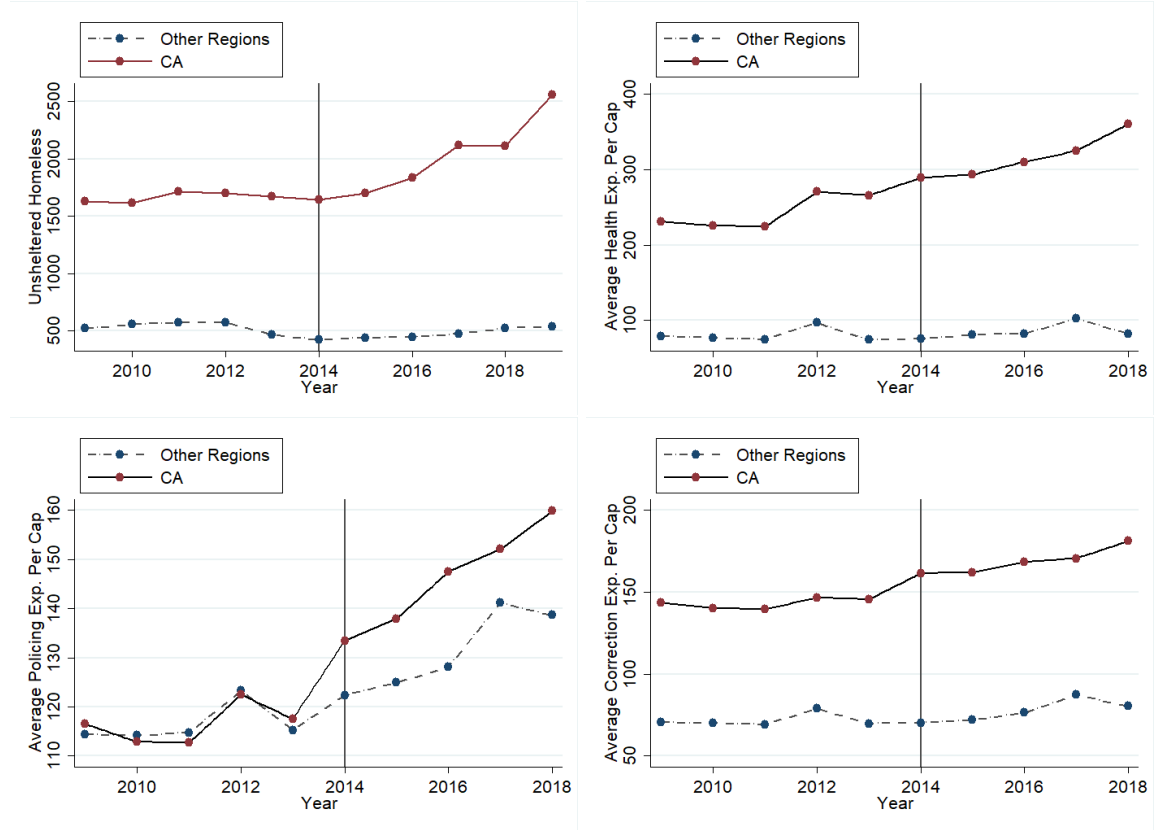 Other Regions
CA
Unsheltered Homeless
2500
2000
1500
1000
500
2010 2012 2014 2016 2018
Year
Other Regions
CA
Average Health Exp. Per Cap
400
300
200
100
2010 2012 2014 2016 2018
Year
Other Regions
CA
Average Policing Exp. Per Cap
160
150
140
130
120
110
2010 2012 2014 2016 2018
Year
Other Regions
CA
Average Correction Exp. Per Cap
200
150
100
50
2010 2012 2014 2016 2018
Year